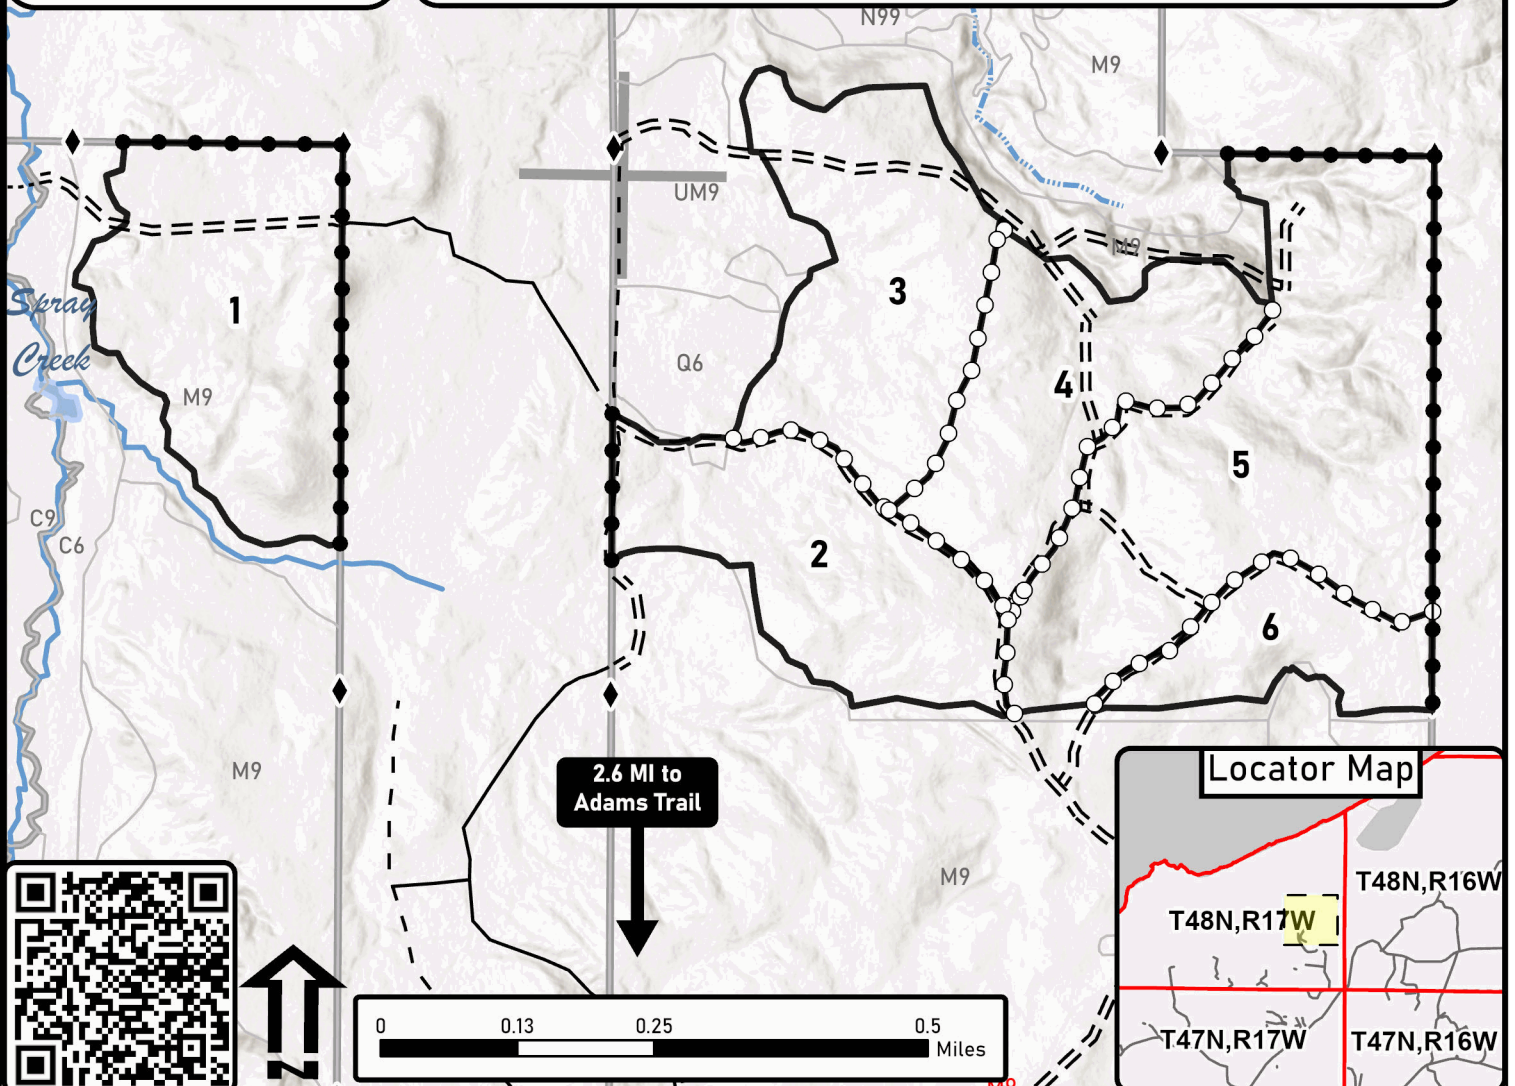 N99
M9
UM9
M9
3
1
Spray
Creek
Q6
4
M9
5
C9
C6
2
6
M9
2.6 MI to
Adams Trail
Locator Map
T48N,R16W
T48N,R17W
M9
N
0 0.13 0.25 0.5
Miles
T47N,R17W
T47N,R16W